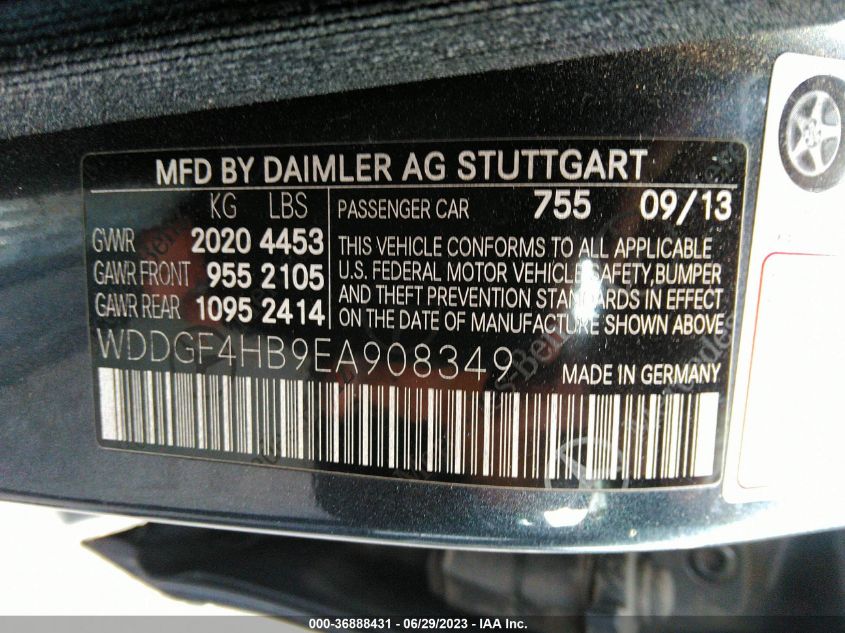 MFD BY DAIMLER AG STUTTGART
KG LBS
GVWR 2020 4453
GAWR FRONT 955 2105
GAWR REAR 1095 2414
PASSENGER CAR 755 09/13
THIS VEHICLE CONFORMS TO ALL APPLICABLE
U.S. FEDERAL MOTOR VEHICLE SAFETY, BUMPER
AND THEFT PREVENTION STANDARDS IN EFFECT
ON THE DATE OF MANUFACTURE SHOWN ABOVE.
WDDGF4HB9EA908349
MADE IN GERMANY
000-36888431 - 06/29/2023 - IAA Inc.